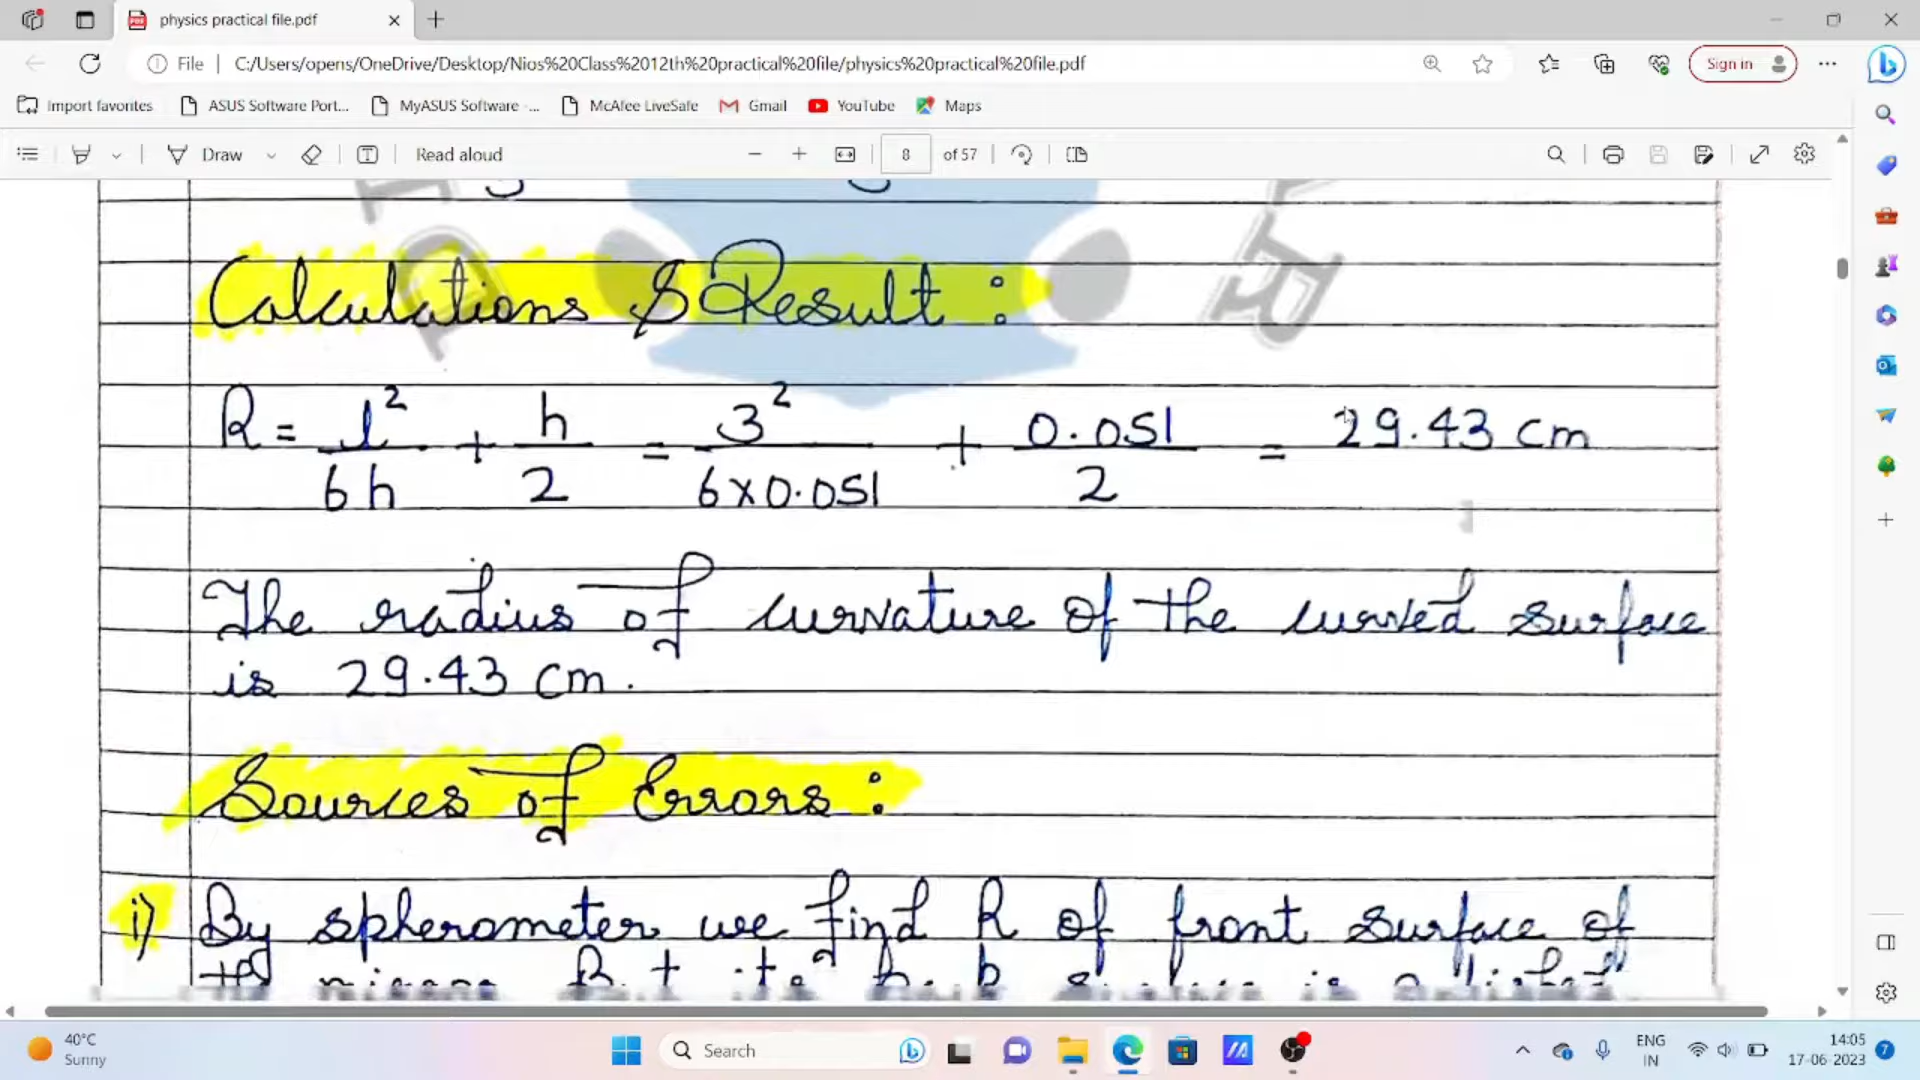 physics practical file.pdf
File
C:/Users/opens/OneDrive/Desktop/Nios%20Class%2012th%20practical%20file/physics%20practical%20file.pdf
Sign in
Import favorites
ASUS Software Port...
MyASUS Software -...
McAfee LiveSafe
Gmail
YouTube
Maps
Draw
Read aloud
8 of 57
Calculations & Result :
R = l²/6h + h/2 = 3²/6x0.051 + 0.051/2 = 29.43 cm
The radius of curvature of the curved surface
is 29.43 cm.
Sources of Errors :
i) By spherometer we find R of front surface of
40°C
Sunny
Search
ENG
IN
14:05
17-06-2023
7